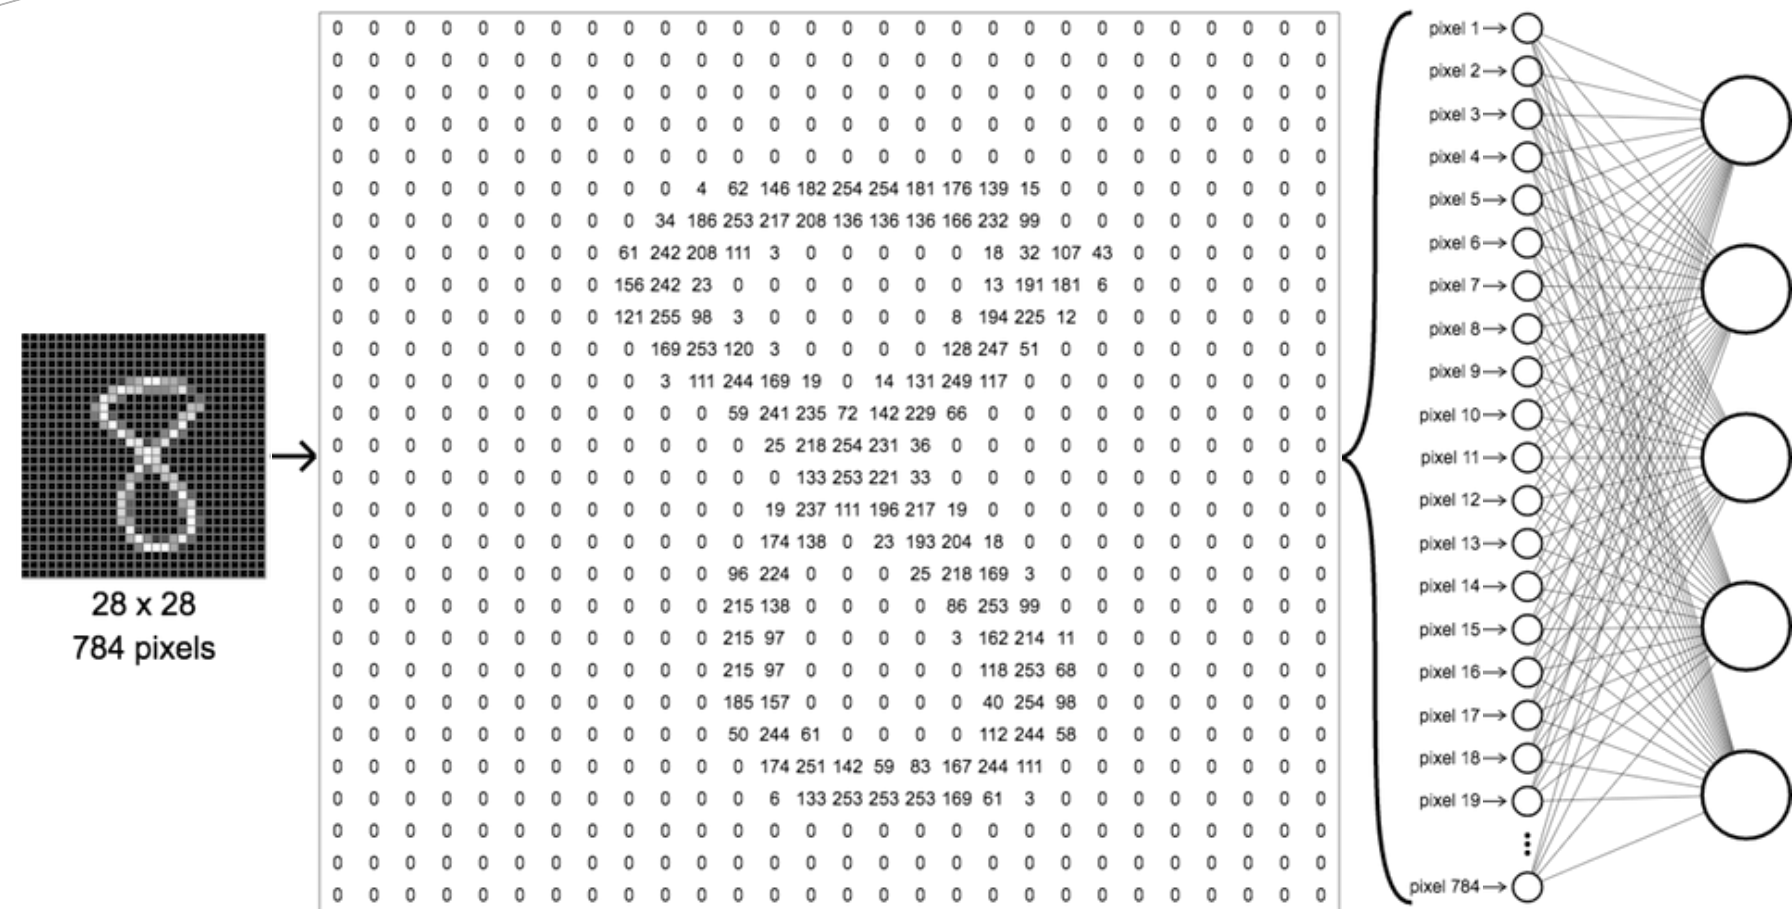 28 x 28
784 pixels
0 0 0 0 0 0 0 0 0 0 0 0 0 0 0 0 0 0 0 0 0 0 0 0 0 0 0 0
0 0 0 0 0 0 0 0 0 0 0 0 0 0 0 0 0 0 0 0 0 0 0 0 0 0 0 0
0 0 0 0 0 0 0 0 0 0 0 0 0 0 0 0 0 0 0 0 0 0 0 0 0 0 0 0
0 0 0 0 0 0 0 0 0 0 0 0 0 0 0 0 0 0 0 0 0 0 0 0 0 0 0 0
0 0 0 0 0 0 0 0 0 0 0 0 0 0 0 0 0 0 0 0 0 0 0 0 0 0 0 0
0 0 0 0 0 0 0 0 0 0 4 62 146 182 254 254 181 176 139 15 0 0 0 0 0 0 0 0
0 0 0 0 0 0 0 0 0 34 186 253 217 208 136 136 136 166 232 99 0 0 0 0 0 0 0 0
0 0 0 0 0 0 0 0 61 242 208 111 3 0 0 0 0 0 18 32 107 43 0 0 0 0 0 0
0 0 0 0 0 0 0 0 156 242 23 0 0 0 0 0 0 0 13 191 181 6 0 0 0 0 0 0
0 0 0 0 0 0 0 0 121 255 98 3 0 0 0 0 0 8 194 225 12 0 0 0 0 0 0 0
0 0 0 0 0 0 0 0 0 169 253 120 3 0 0 0 0 128 247 51 0 0 0 0 0 0 0 0
0 0 0 0 0 0 0 0 0 3 111 244 169 19 0 14 131 249 117 0 0 0 0 0 0 0 0 0
0 0 0 0 0 0 0 0 0 0 0 59 241 235 72 142 229 66 0 0 0 0 0 0 0 0 0 0
0 0 0 0 0 0 0 0 0 0 0 0 25 218 254 231 36 0 0 0 0 0 0 0 0 0 0 0
0 0 0 0 0 0 0 0 0 0 0 0 0 133 253 221 33 0 0 0 0 0 0 0 0 0 0 0
0 0 0 0 0 0 0 0 0 0 0 0 19 237 111 196 217 19 0 0 0 0 0 0 0 0 0 0
0 0 0 0 0 0 0 0 0 0 0 0 174 138 0 23 193 204 18 0 0 0 0 0 0 0 0 0
0 0 0 0 0 0 0 0 0 0 0 96 224 0 0 0 25 218 169 3 0 0 0 0 0 0 0 0
0 0 0 0 0 0 0 0 0 0 0 215 138 0 0 0 0 86 253 99 0 0 0 0 0 0 0 0
0 0 0 0 0 0 0 0 0 0 0 215 97 0 0 0 0 3 162 214 11 0 0 0 0 0 0 0
0 0 0 0 0 0 0 0 0 0 0 215 97 0 0 0 0 0 118 253 68 0 0 0 0 0 0 0
0 0 0 0 0 0 0 0 0 0 0 185 157 0 0 0 0 0 40 254 98 0 0 0 0 0 0 0
0 0 0 0 0 0 0 0 0 0 0 50 244 61 0 0 0 0 112 244 58 0 0 0 0 0 0 0
0 0 0 0 0 0 0 0 0 0 0 0 174 251 142 59 83 167 244 111 0 0 0 0 0 0 0 0
0 0 0 0 0 0 0 0 0 0 0 0 6 133 253 253 253 169 61 3 0 0 0 0 0 0 0 0
0 0 0 0 0 0 0 0 0 0 0 0 0 0 0 0 0 0 0 0 0 0 0 0 0 0 0 0
0 0 0 0 0 0 0 0 0 0 0 0 0 0 0 0 0 0 0 0 0 0 0 0 0 0 0 0
0 0 0 0 0 0 0 0 0 0 0 0 0 0 0 0 0 0 0 0 0 0 0 0 0 0 0 0
pixel 1
pixel 2
pixel 3
pixel 4
pixel 5
pixel 6
pixel 7
pixel 8
pixel 9
pixel 10
pixel 11
pixel 12
pixel 13
pixel 14
pixel 15
pixel 16
pixel 17
pixel 18
pixel 19
pixel 784